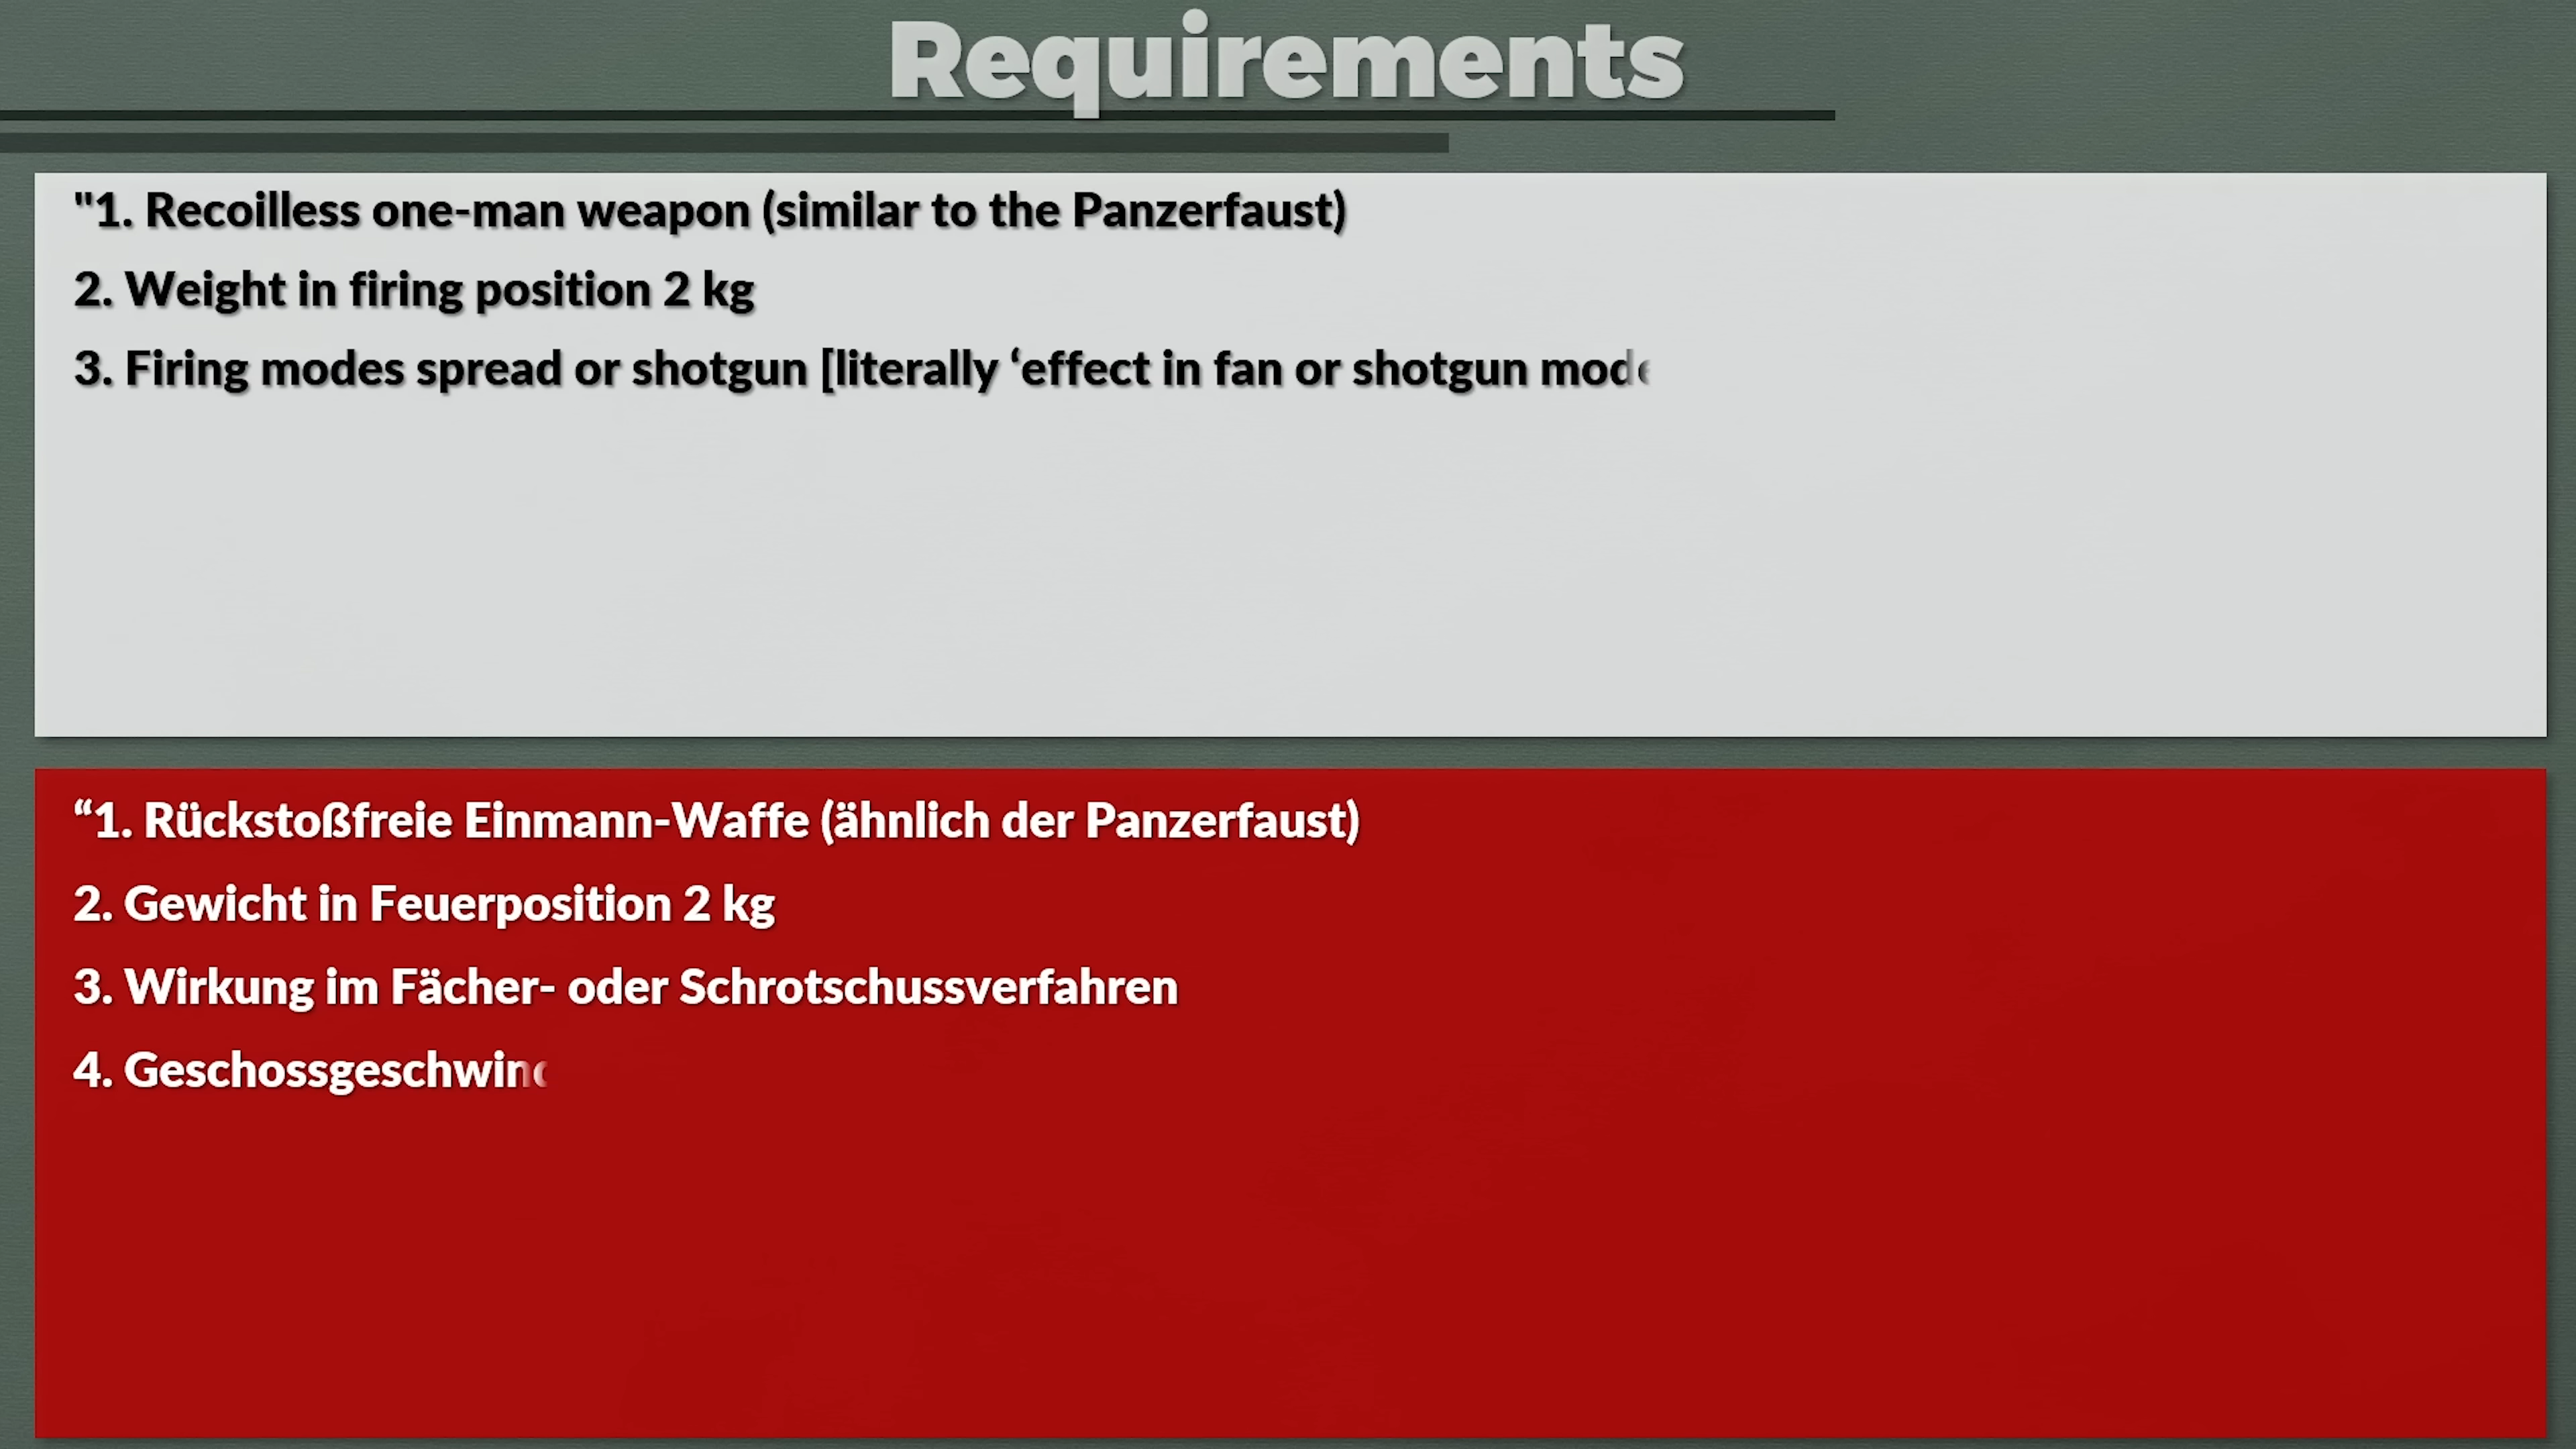 Requirements
"1. Recoilless one-man weapon (similar to the Panzerfaust)
2. Weight in firing position 2 kg
3. Firing modes spread or shotgun [literally ‘effect in fan or shotgun mode
“1. Rückstoßfreie Einmann-Waffe (ähnlich der Panzerfaust)
2. Gewicht in Feuerposition 2 kg
3. Wirkung im Fächer- oder Schrotschussverfahren
4.